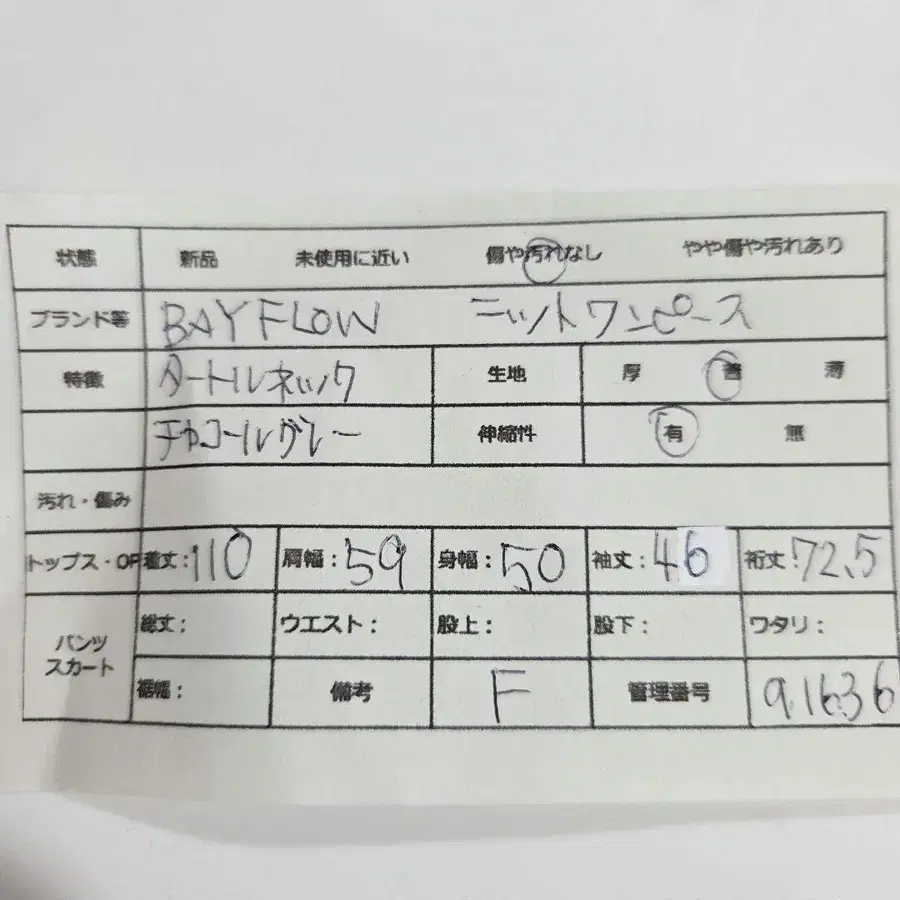 状態 新品 未使用に近い 傷や汚れなし やや傷や汚れあり
ブランド等 BAYFLOW ニットワンピース
特徴 タートルネック 生地 厚 普 薄
チャコールグレー 伸縮性 有 無
汚れ・傷み
トップス・OP 着丈:110 肩幅:59 身幅:50 袖丈:46 裄丈:72.5
パンツ スカート 総丈: ウエスト: 股上: 股下: ワタリ:
裾幅: 備考 F 管理番号 9.1636